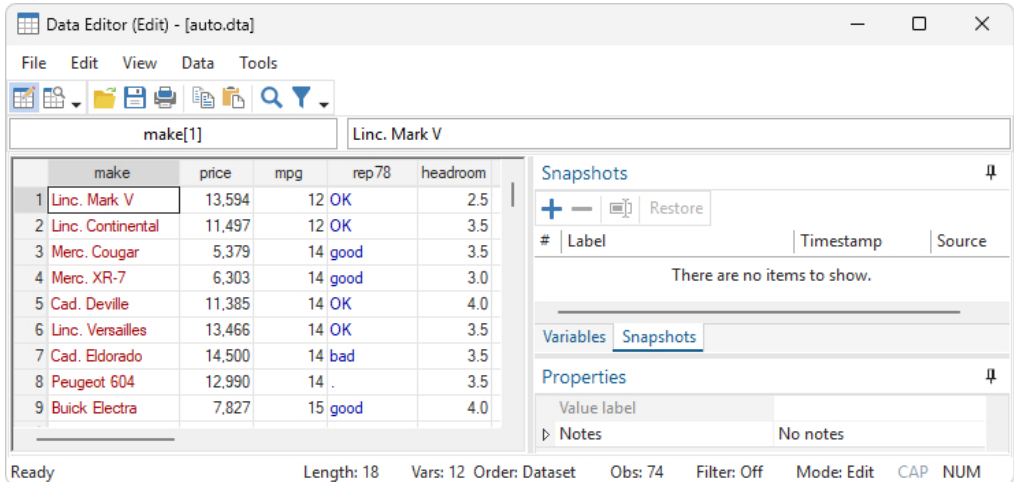 Data Editor (Edit) - [auto.dta]
File Edit View Data Tools
make[1] Linc. Mark V
make price mpg rep78 headroom
1 Linc. Mark V 13,594 12 OK 2.5
2 Linc. Continental 11,497 12 OK 3.5
3 Merc. Cougar 5,379 14 good 3.5
4 Merc. XR-7 6,303 14 good 3.0
5 Cad. Deville 11,385 14 OK 4.0
6 Linc. Versailles 13,466 14 OK 3.5
7 Cad. Eldorado 14,500 14 bad 3.5
8 Peugeot 604 12,990 14 . 3.5
9 Buick Electra 7,827 15 good 4.0
Snapshots
Restore
# Label Timestamp Source
There are no items to show.
Variables Snapshots
Properties
Value label
Notes No notes
Ready Length: 18 Vars: 12 Order: Dataset Obs: 74 Filter: Off Mode: Edit CAP NUM